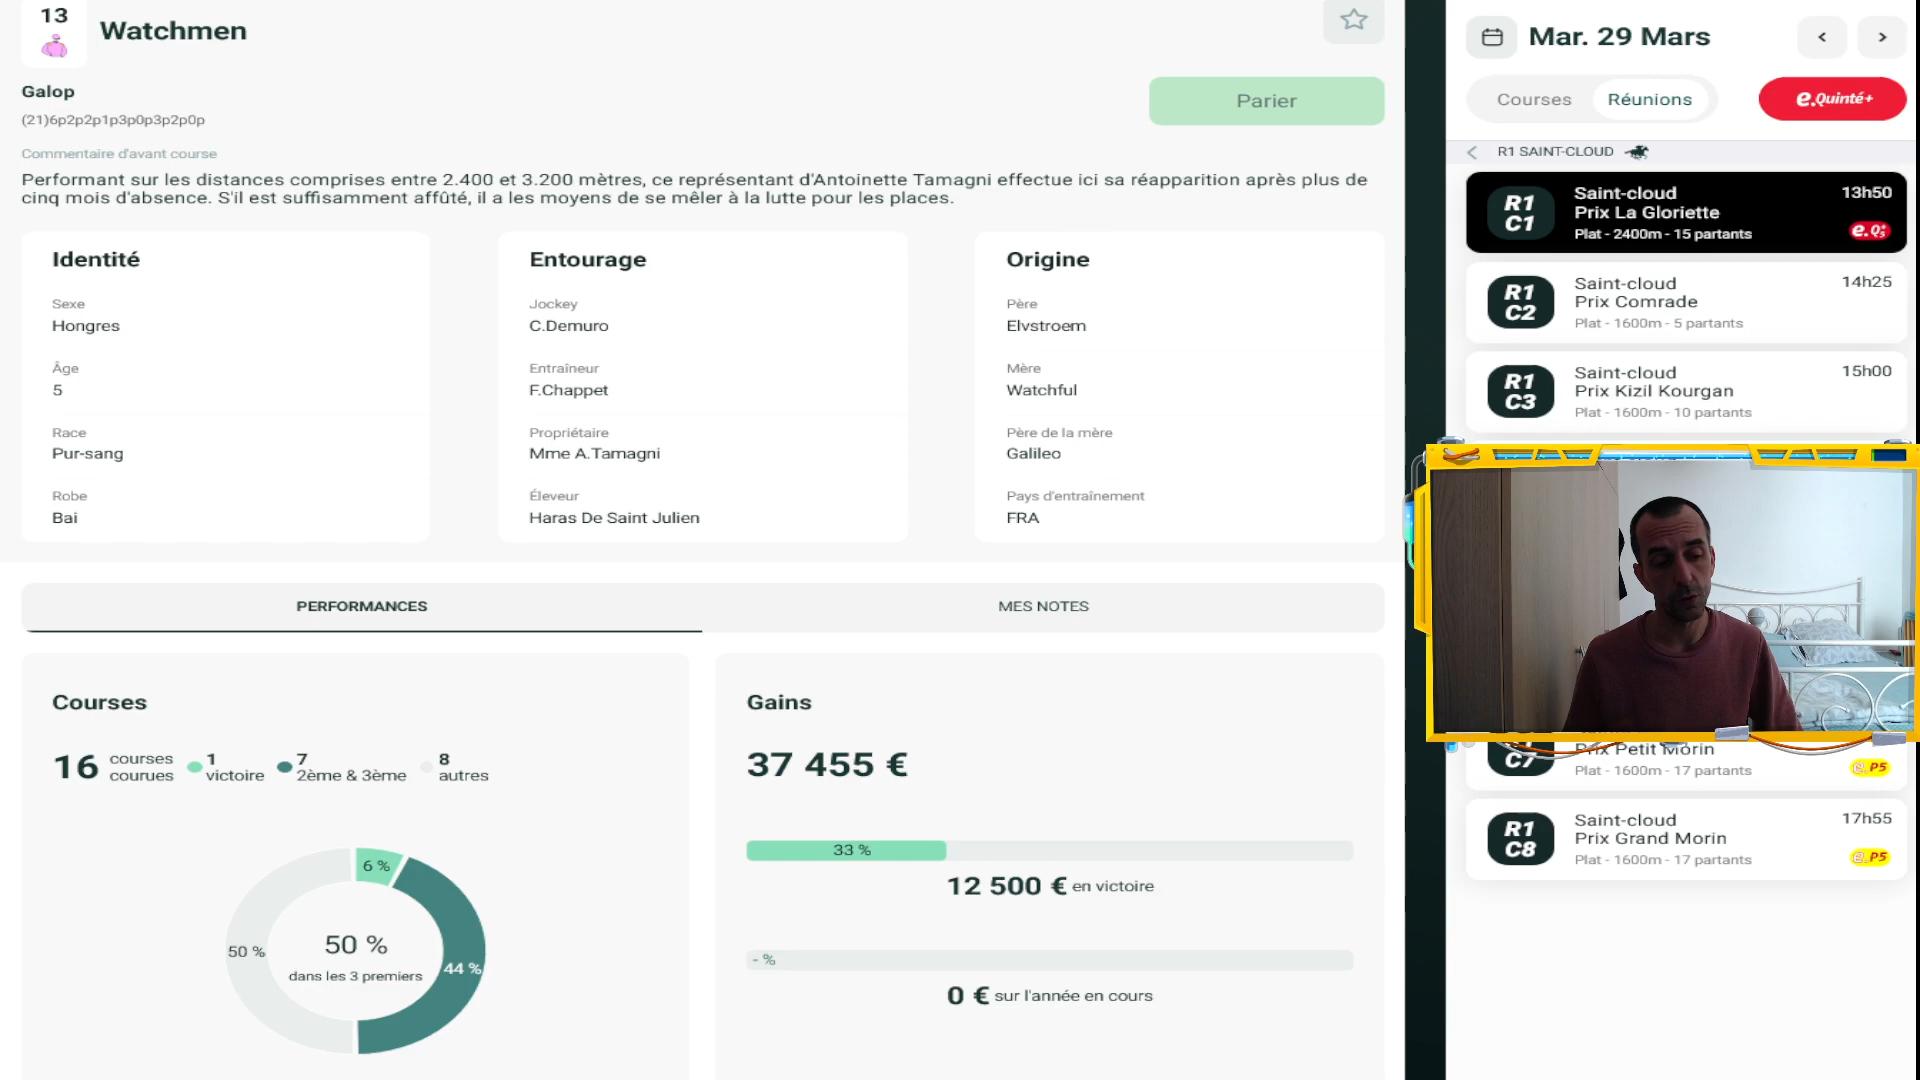 13
Watchmen
Galop
(21)6p2p2p1p3p0p3p2p0p
Parier
Commentaire d'avant course
Performant sur les distances comprises entre 2.400 et 3.200 mètres, ce représentant d'Antoinette Tamagni effectue ici sa réapparition après plus de
cinq mois d'absence. S'il est suffisamment affûté, il a les moyens de se mêler à la lutte pour les places.
Identité
Sexe
Hongres
Âge
5
Race
Pur-sang
Robe
Bai
Entourage
Jockey
C.Demuro
Entraîneur
F.Chappet
Propriétaire
Mme A.Tamagni
Éleveur
Haras De Saint Julien
Origine
Père
Elvstroem
Mère
Watchful
Père de la mère
Galileo
Pays d'entraînement
FRA
PERFORMANCES
MES NOTES
Courses
16 courses courues
1 victoire
7 2ème & 3ème
8 autres
6 %
50 %
50 %
44 %
dans les 3 premiers
Gains
37 455 €
33 %
12 500 € en victoire
- %
0 € sur l'année en cours
Mar. 29 Mars
Courses
Réunions
e.Quinté+
R1 SAINT-CLOUD
R1 C1
Saint-cloud
13h50
Prix La Gloriette
Plat - 2400m - 15 partants
e.Q5
R1 C2
Saint-cloud
14h25
Prix Comrade
Plat - 1600m - 5 partants
R1 C3
Saint-cloud
15h00
Prix Kizil Kourgan
Plat - 1600m - 10 partants
C7
Prix Petit Morin
Plat - 1600m - 17 partants
e.P5
R1 C8
Saint-cloud
17h55
Prix Grand Morin
Plat - 1600m - 17 partants
e.P5